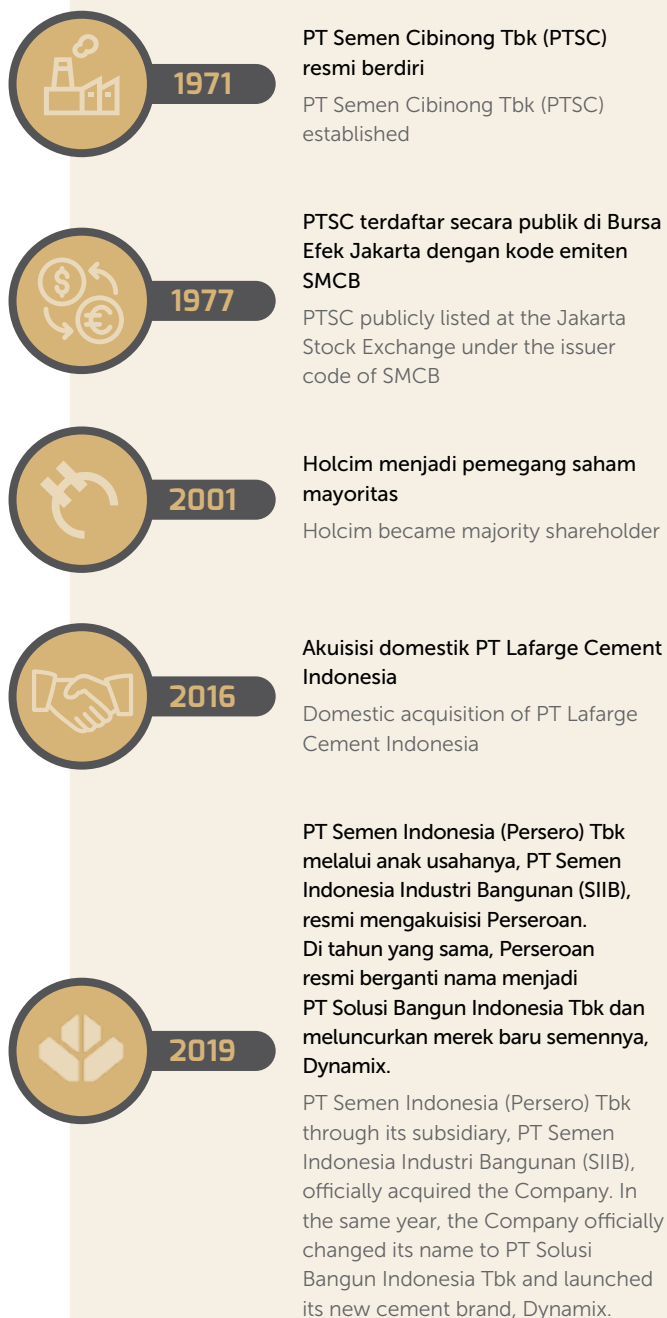 1971
PT Semen Cibinong Tbk (PTSC)
resmi berdiri
PT Semen Cibinong Tbk (PTSC)
established
1977
PTSC terdaftar secara publik di Bursa
Efek Jakarta dengan kode emiten
SMCB
PTSC publicly listed at the Jakarta
Stock Exchange under the issuer
code of SMCB
2001
Holcim menjadi pemegang saham
mayoritas
Holcim became majority shareholder
2016
Akuisisi domestik PT Lafarge Cement
Indonesia
Domestic acquisition of PT Lafarge
Cement Indonesia
2019
PT Semen Indonesia (Persero) Tbk
melalui anak usahanya, PT Semen
Indonesia Industri Bangunan (SIIB),
resmi mengakuisisi Perseroan.
Di tahun yang sama, Perseroan
resmi berganti nama menjadi
PT Solusi Bangun Indonesia Tbk dan
meluncurkan merek baru semennya,
Dynamix.
PT Semen Indonesia (Persero) Tbk
through its subsidiary, PT Semen
Indonesia Industri Bangunan (SIIB),
officially acquired the Company. In
the same year, the Company officially
changed its name to PT Solusi
Bangun Indonesia Tbk and launched
its new cement brand, Dynamix.